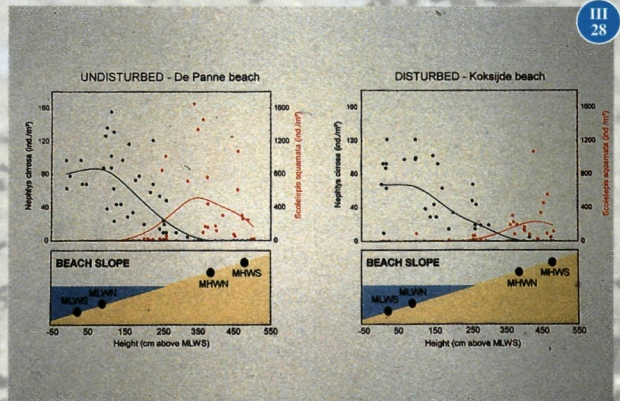 III
28
UNDISTURBED - De Panne beach
Nephtys cirrosa (ind./m²)
160
120
80
40
0
1600
1200
800
400
0
Scolelepis squamata (ind./m²)
BEACH SLOPE
MLWS
MLWN
MHWN
MHWS
-50 50 150 250 350 450 550
Height (cm above MLWS)
DISTURBED - Koksijde beach
Nephtys cirrosa (ind./m²)
160
120
80
40
0
1600
1200
800
400
0
Scolelepis squamata (ind./m²)
BEACH SLOPE
MLWS
MLWN
MHWN
MHWS
-50 50 150 250 350 450 550
Height (cm above MLWS)